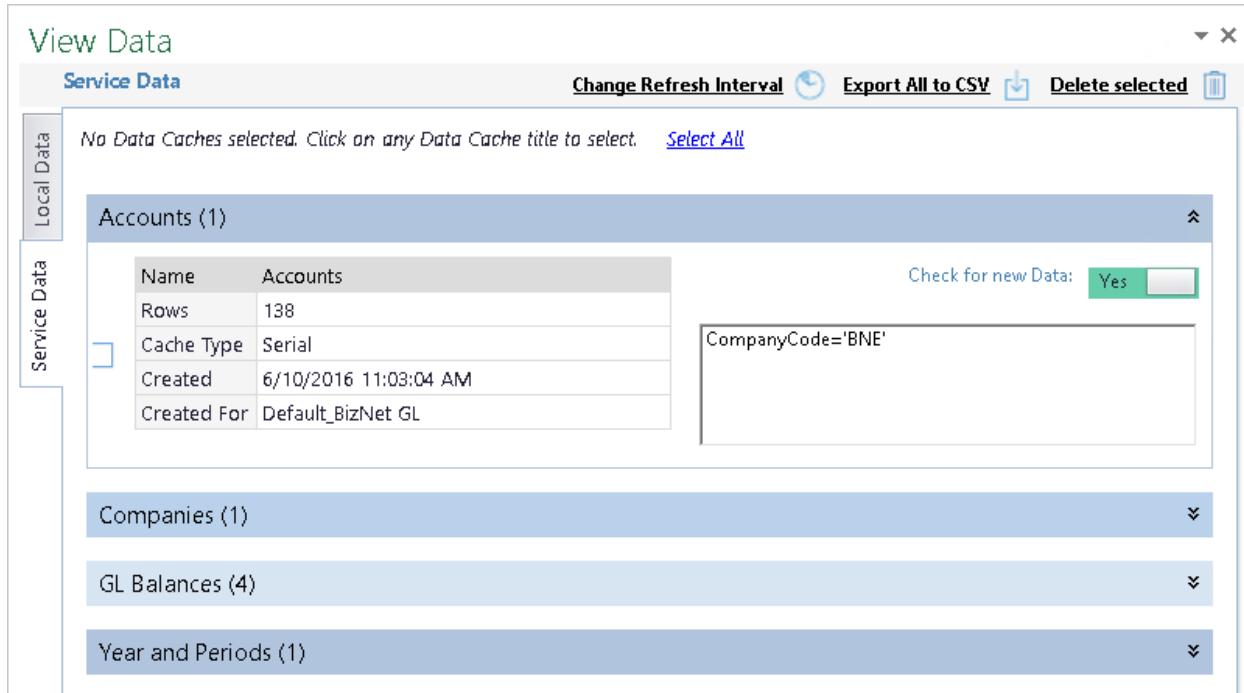 View Data
Service Data Change Refresh Interval Export All to CSV Delete selected
Local Data
Service Data
No Data Caches selected. Click on any Data Cache title to select. Select All
Accounts (1)
Name Accounts
Rows 138
Cache Type Serial
Created 6/10/2016 11:03:04 AM
Created For Default_BizNet GL
Check for new Data: Yes
CompanyCode='BNE'
Companies (1)
GL Balances (4)
Year and Periods (1)